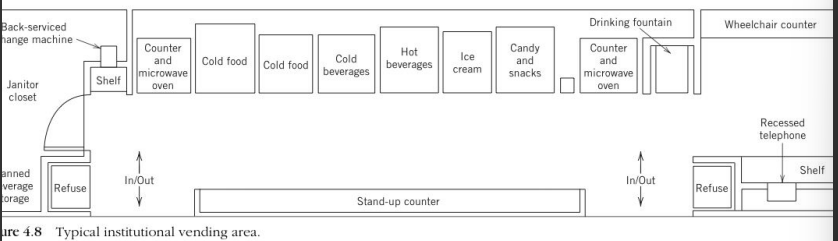 Back-serviced
hange machine
Janitor
closet
Shelf
Counter
and
microwave
oven
Cold food
Cold food
Cold
beverages
Hot
beverages
Ice
cream
Candy
and
snacks
Counter
and
microwave
oven
Drinking fountain
Wheelchair counter
Recessed
telephone
Shelf
anned
verage
torage
Refuse
In/Out
Stand-up counter
In/Out
Refuse
ure 4.8 Typical institutional vending area.